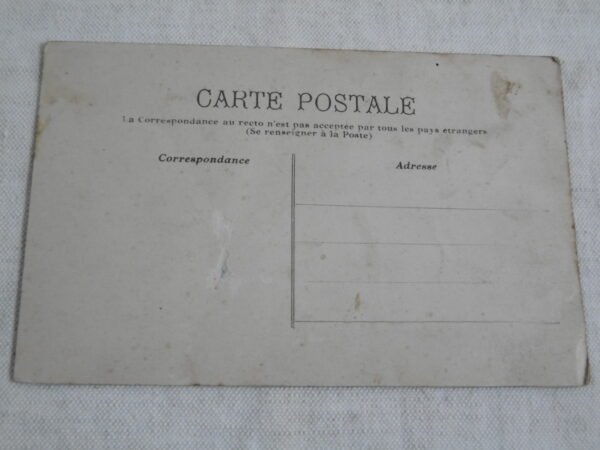 CARTE POSTALE
La Correspondance au recto n'est pas acceptée par tous les pays étrangers
(Se renseigner à la Poste)
Correspondance
Adresse